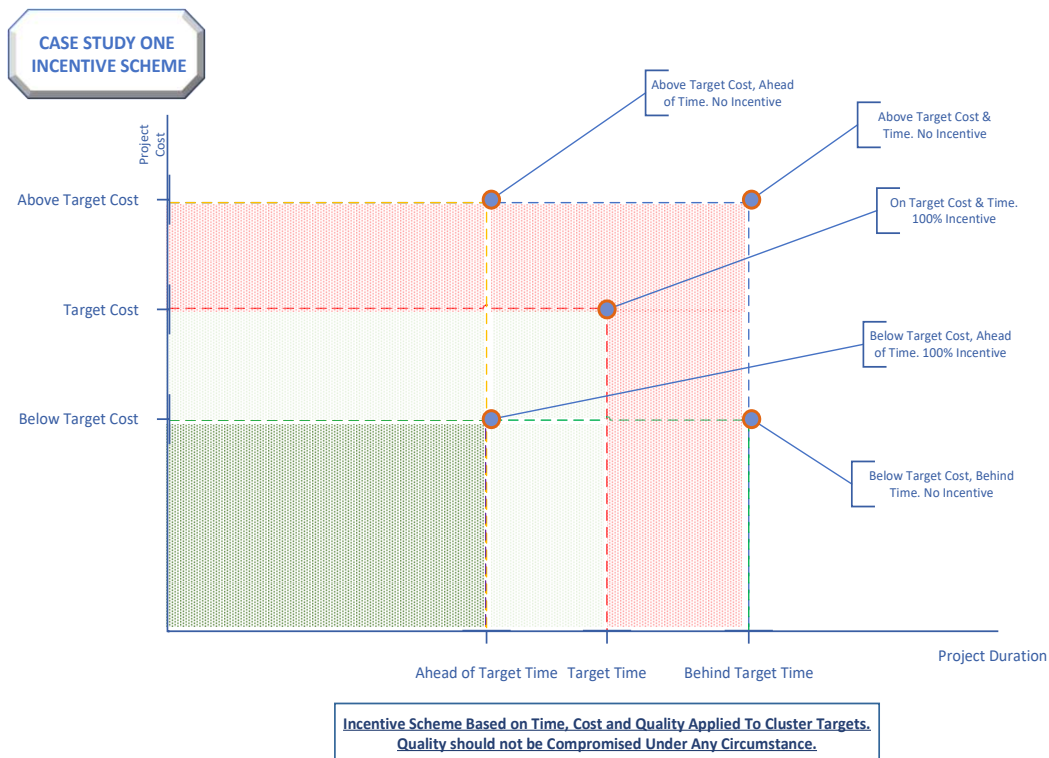 CASE STUDY ONE
INCENTIVE SCHEME
Above Target Cost, Ahead
of Time. No Incentive
Above Target Cost &
Time. No Incentive
Project
Cost
Above Target Cost
On Target Cost & Time.
100% Incentive
Target Cost
Below Target Cost, Ahead
of Time. 100% Incentive
Below Target Cost
Below Target Cost, Behind
Time. No Incentive
Project Duration
Ahead of Target Time
Target Time
Behind Target Time
Incentive Scheme Based on Time, Cost and Quality Applied To Cluster Targets.
Quality should not be Compromised Under Any Circumstance.